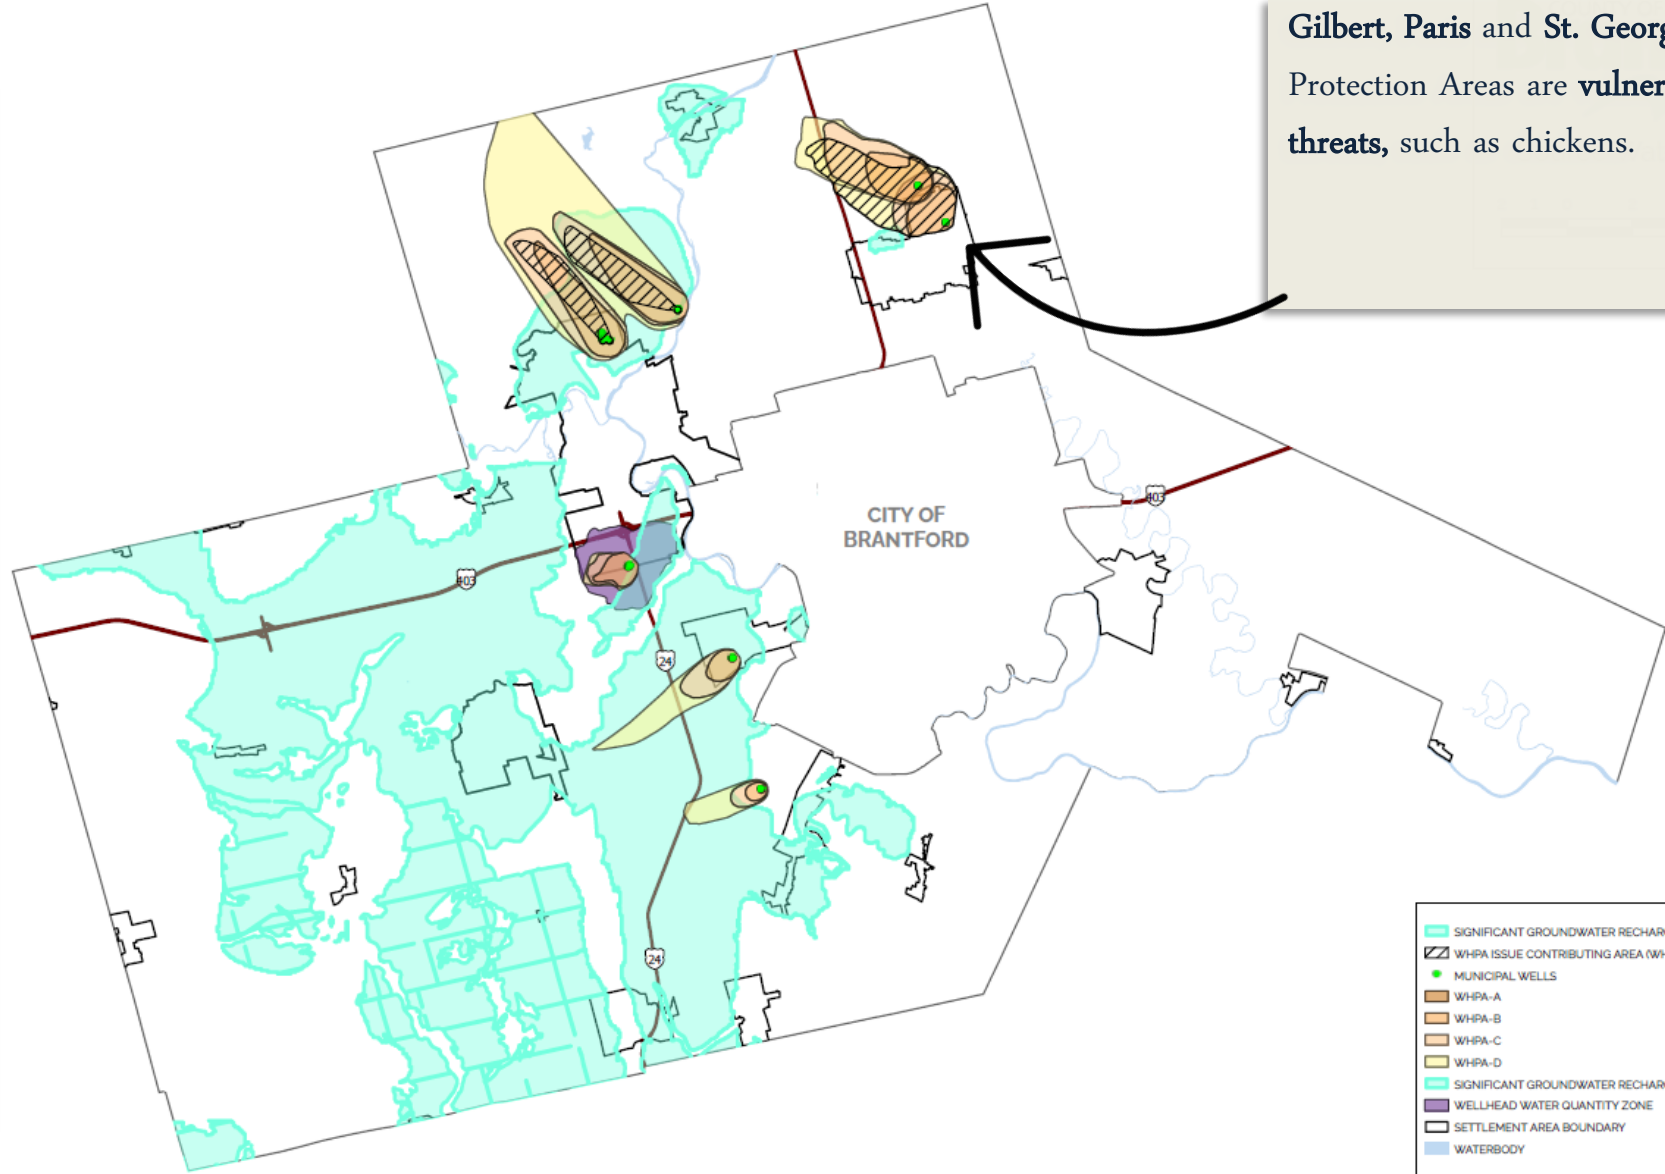 Gilbert, Paris and St. Georg
Protection Areas are vulner
threats, such as chickens.
403
CITY OF
BRANTFORD
403
24
24
SIGNIFICANT GROUNDWATER RECHAR
WHPA ISSUE CONTRIBUTING AREA (WH
MUNICIPAL WELLS
WHPA-A
WHPA-B
WHPA-C
WHPA-D
SIGNIFICANT GROUNDWATER RECHAR
WELLHEAD WATER QUANTITY ZONE
SETTLEMENT AREA BOUNDARY
WATERBODY